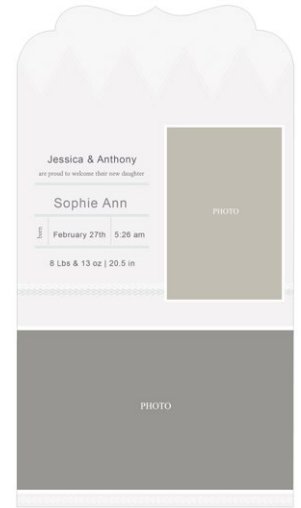 Jessica & Anthony
are proud to welcome their new daughter
Sophie Ann
born
February 27th
5:26 am
8 Lbs & 13 oz | 20.5 in
PHOTO
PHOTO